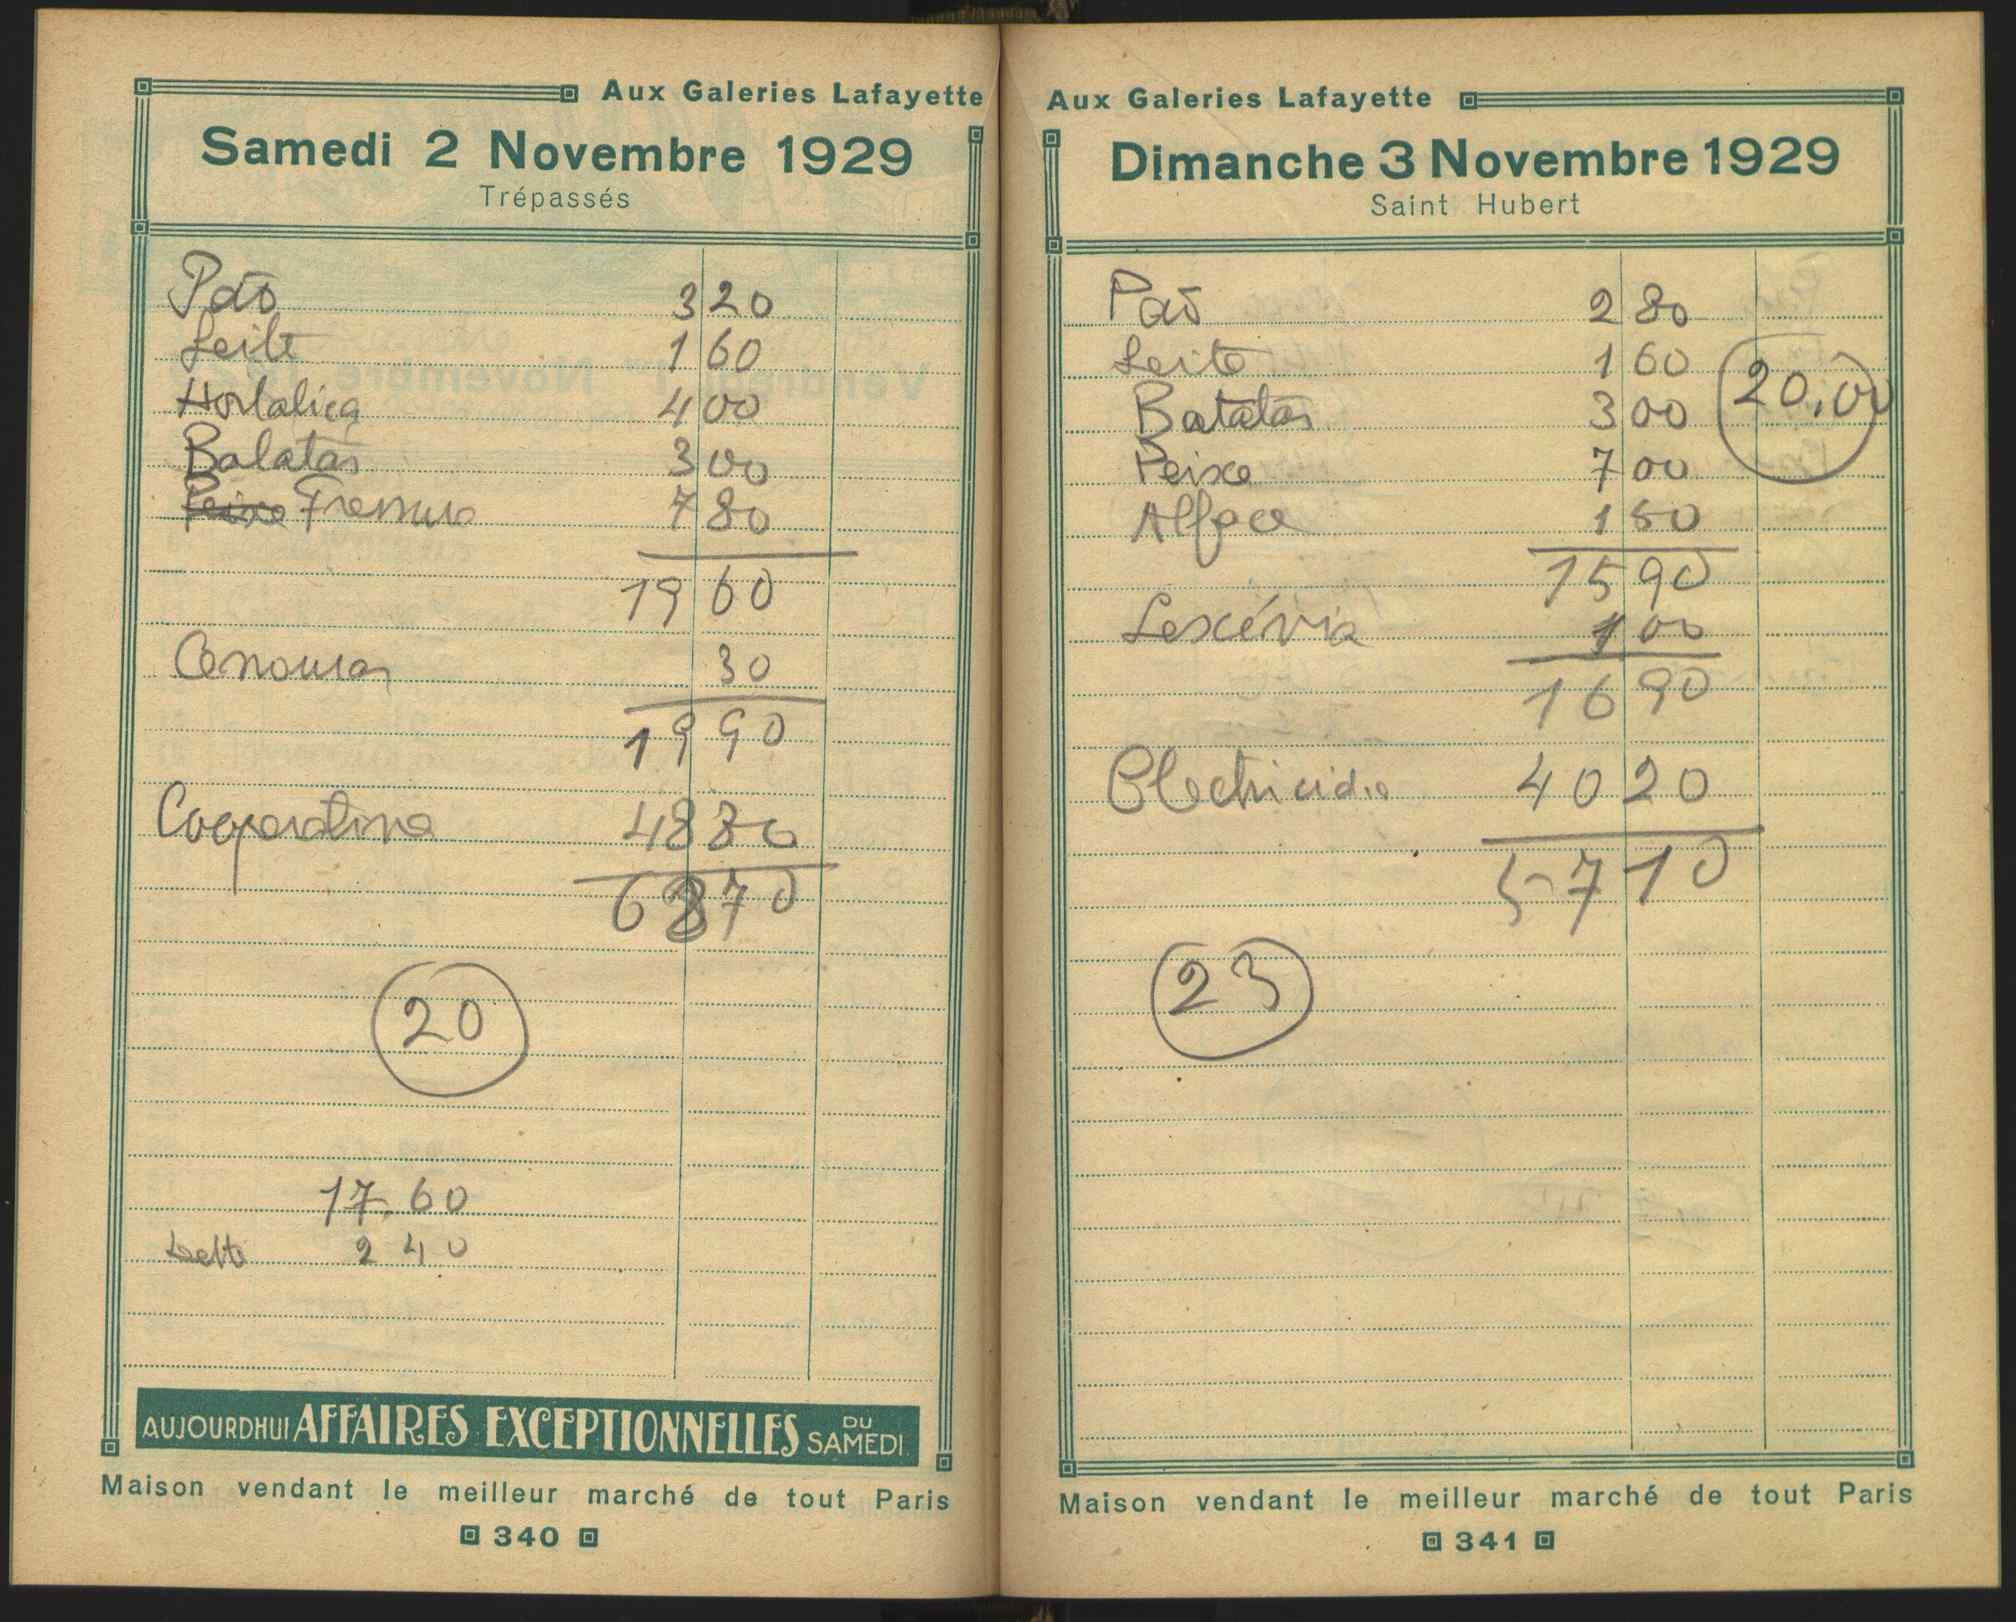 Aux Galeries Lafayette
Samedi 2 Novembre 1929
Trépassés
Pão 3 20
Leite 1 60
Hortaliça 4 00
Batatas 3 00
Peixe 7 80
19 60
Cenouras 30
19 90
Cooperativa 48 80
68 70
20
17.60
Leite 2 40
AUJOURDHUI AFFAIRES EXCEPTIONNELLES DU SAMEDI
Maison vendant le meilleur marché de tout Paris
340
Aux Galeries Lafayette
Dimanche 3 Novembre 1929
Saint Hubert
Pão 2 80
Leite 1 60
20,00
Batatas 3 00
Peixe 7 00
Alface 1 50
15 90
Lexívia 1 00
16 90
Electricid.e 40 20
57 10
23
Maison vendant le meilleur marché de tout Paris
341